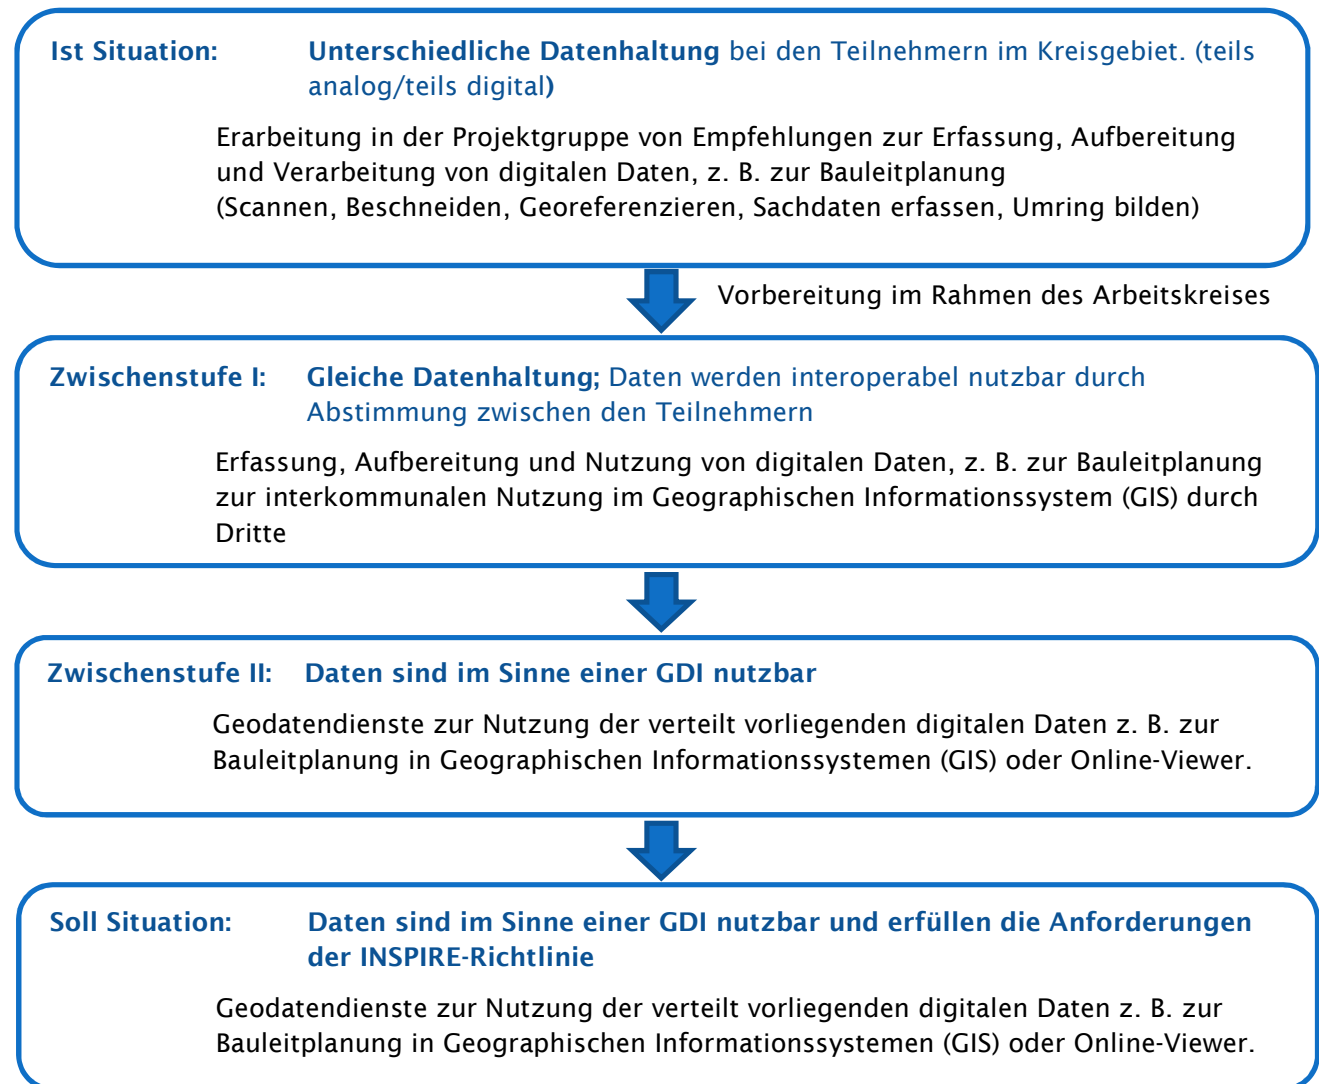 Ist Situation: Unterschiedliche Datenhaltung bei den Teilnehmern im Kreisgebiet. (teils
analog/teils digital)
Erarbeitung in der Projektgruppe von Empfehlungen zur Erfassung, Aufbereitung
und Verarbeitung von digitalen Daten, z. B. zur Bauleitplanung
(Scannen, Beschneiden, Georeferenzieren, Sachdaten erfassen, Umring bilden)
Vorbereitung im Rahmen des Arbeitskreises
Zwischenstufe I: Gleiche Datenhaltung; Daten werden interoperabel nutzbar durch
Abstimmung zwischen den Teilnehmern
Erfassung, Aufbereitung und Nutzung von digitalen Daten, z. B. zur Bauleitplanung
zur interkommunalen Nutzung im Geographischen Informationssystem (GIS) durch
Dritte
Zwischenstufe II: Daten sind im Sinne einer GDI nutzbar
Geodatendienste zur Nutzung der verteilt vorliegenden digitalen Daten z. B. zur
Bauleitplanung in Geographischen Informationssystemen (GIS) oder Online-Viewer.
Soll Situation: Daten sind im Sinne einer GDI nutzbar und erfüllen die Anforderungen
der INSPIRE-Richtlinie
Geodatendienste zur Nutzung der verteilt vorliegenden digitalen Daten z. B. zur
Bauleitplanung in Geographischen Informationssystemen (GIS) oder Online-Viewer.